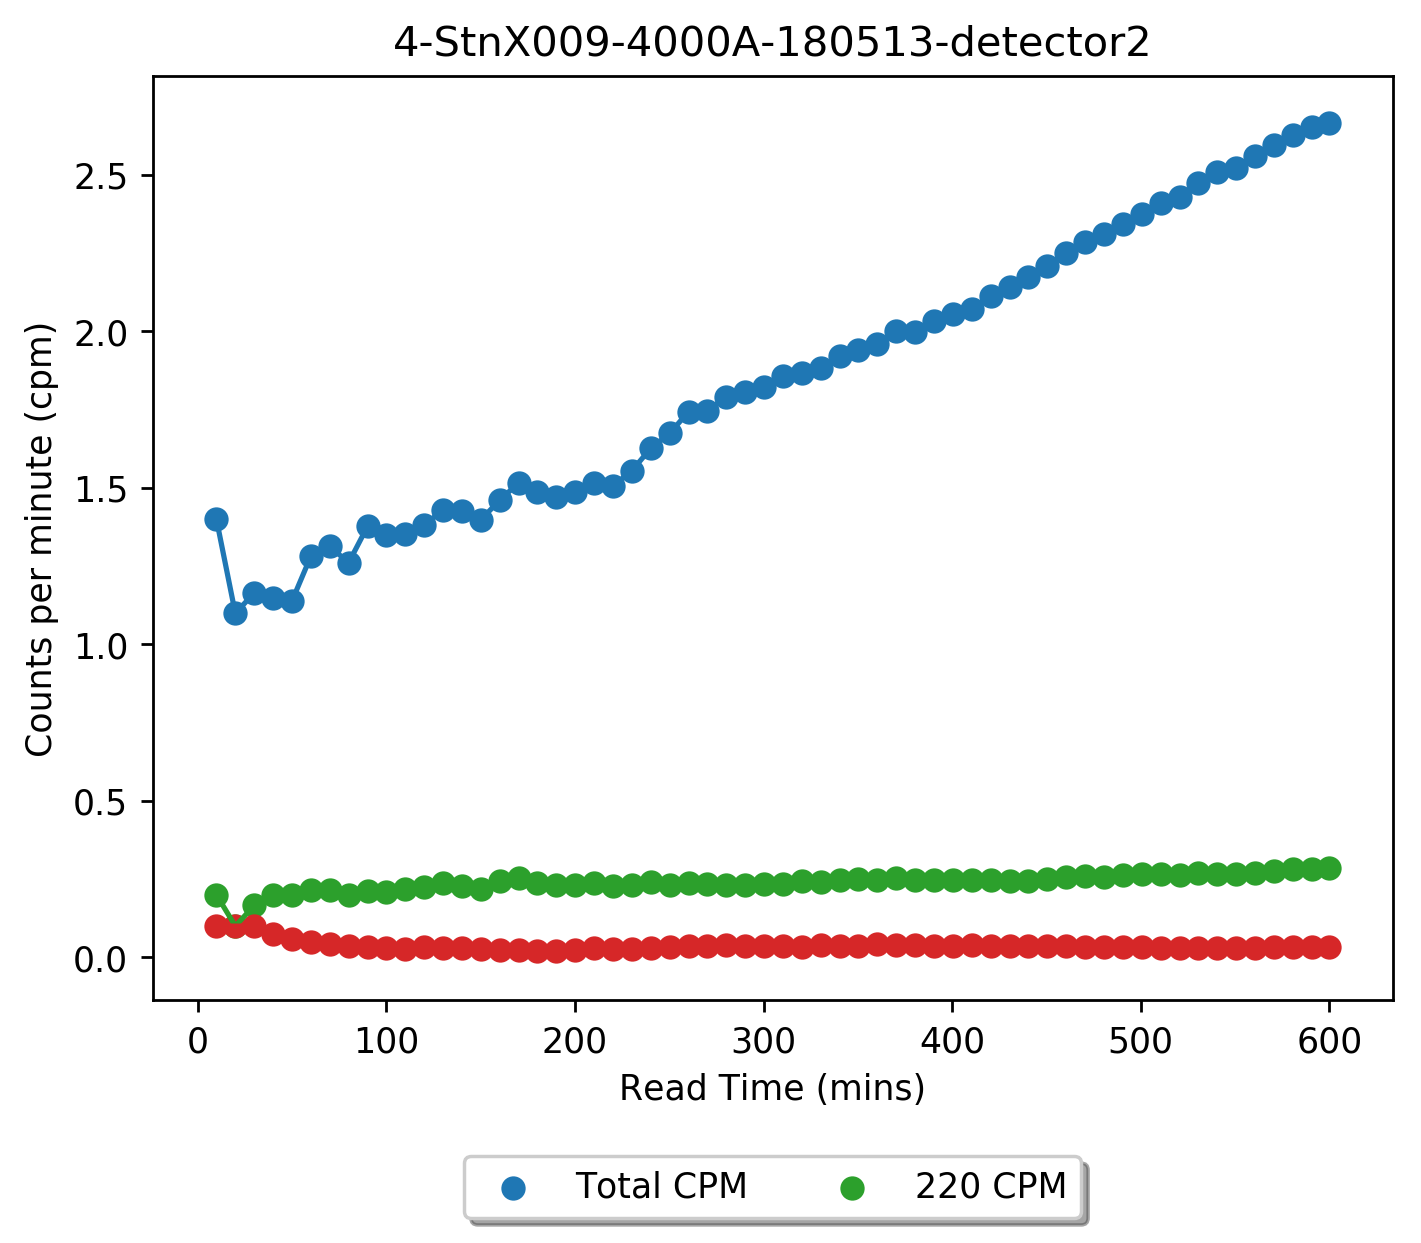 4-StnX009-4000A-180513-detector2
Counts per minute (cpm)
2.5
2.0
1.5
1.0
0.5
0.0
0 100 200 300 400 500 600
Read Time (mins)
Total CPM 220 CPM